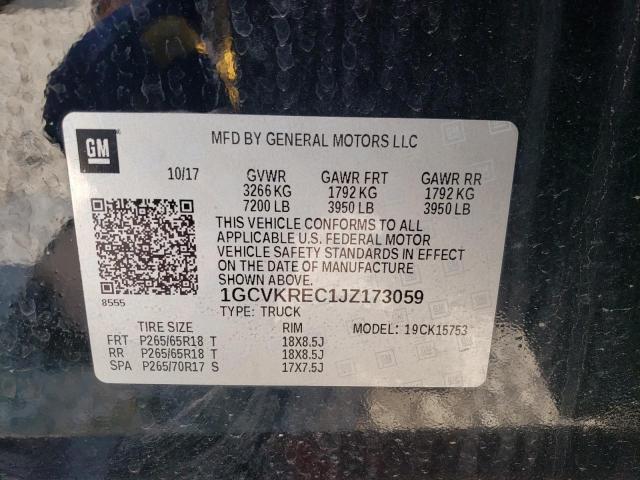 GM
MFD BY GENERAL MOTORS LLC
10/17 GVWR GAWR FRT GAWR RR
3266 KG 1792 KG 1792 KG
7200 LB 3950 LB 3950 LB
THIS VEHICLE CONFORMS TO ALL
APPLICABLE U.S. FEDERAL MOTOR
VEHICLE SAFETY STANDARDS IN EFFECT
ON THE DATE OF MANUFACTURE
SHOWN ABOVE.
8555 1GCVKREC1JZ173059
TYPE: TRUCK
TIRE SIZE RIM MODEL: 19CK15753
FRT P265/65R18 T 18X8.5J
RR P265/65R18 T 18X8.5J
SPA P265/70R17 S 17X7.5J